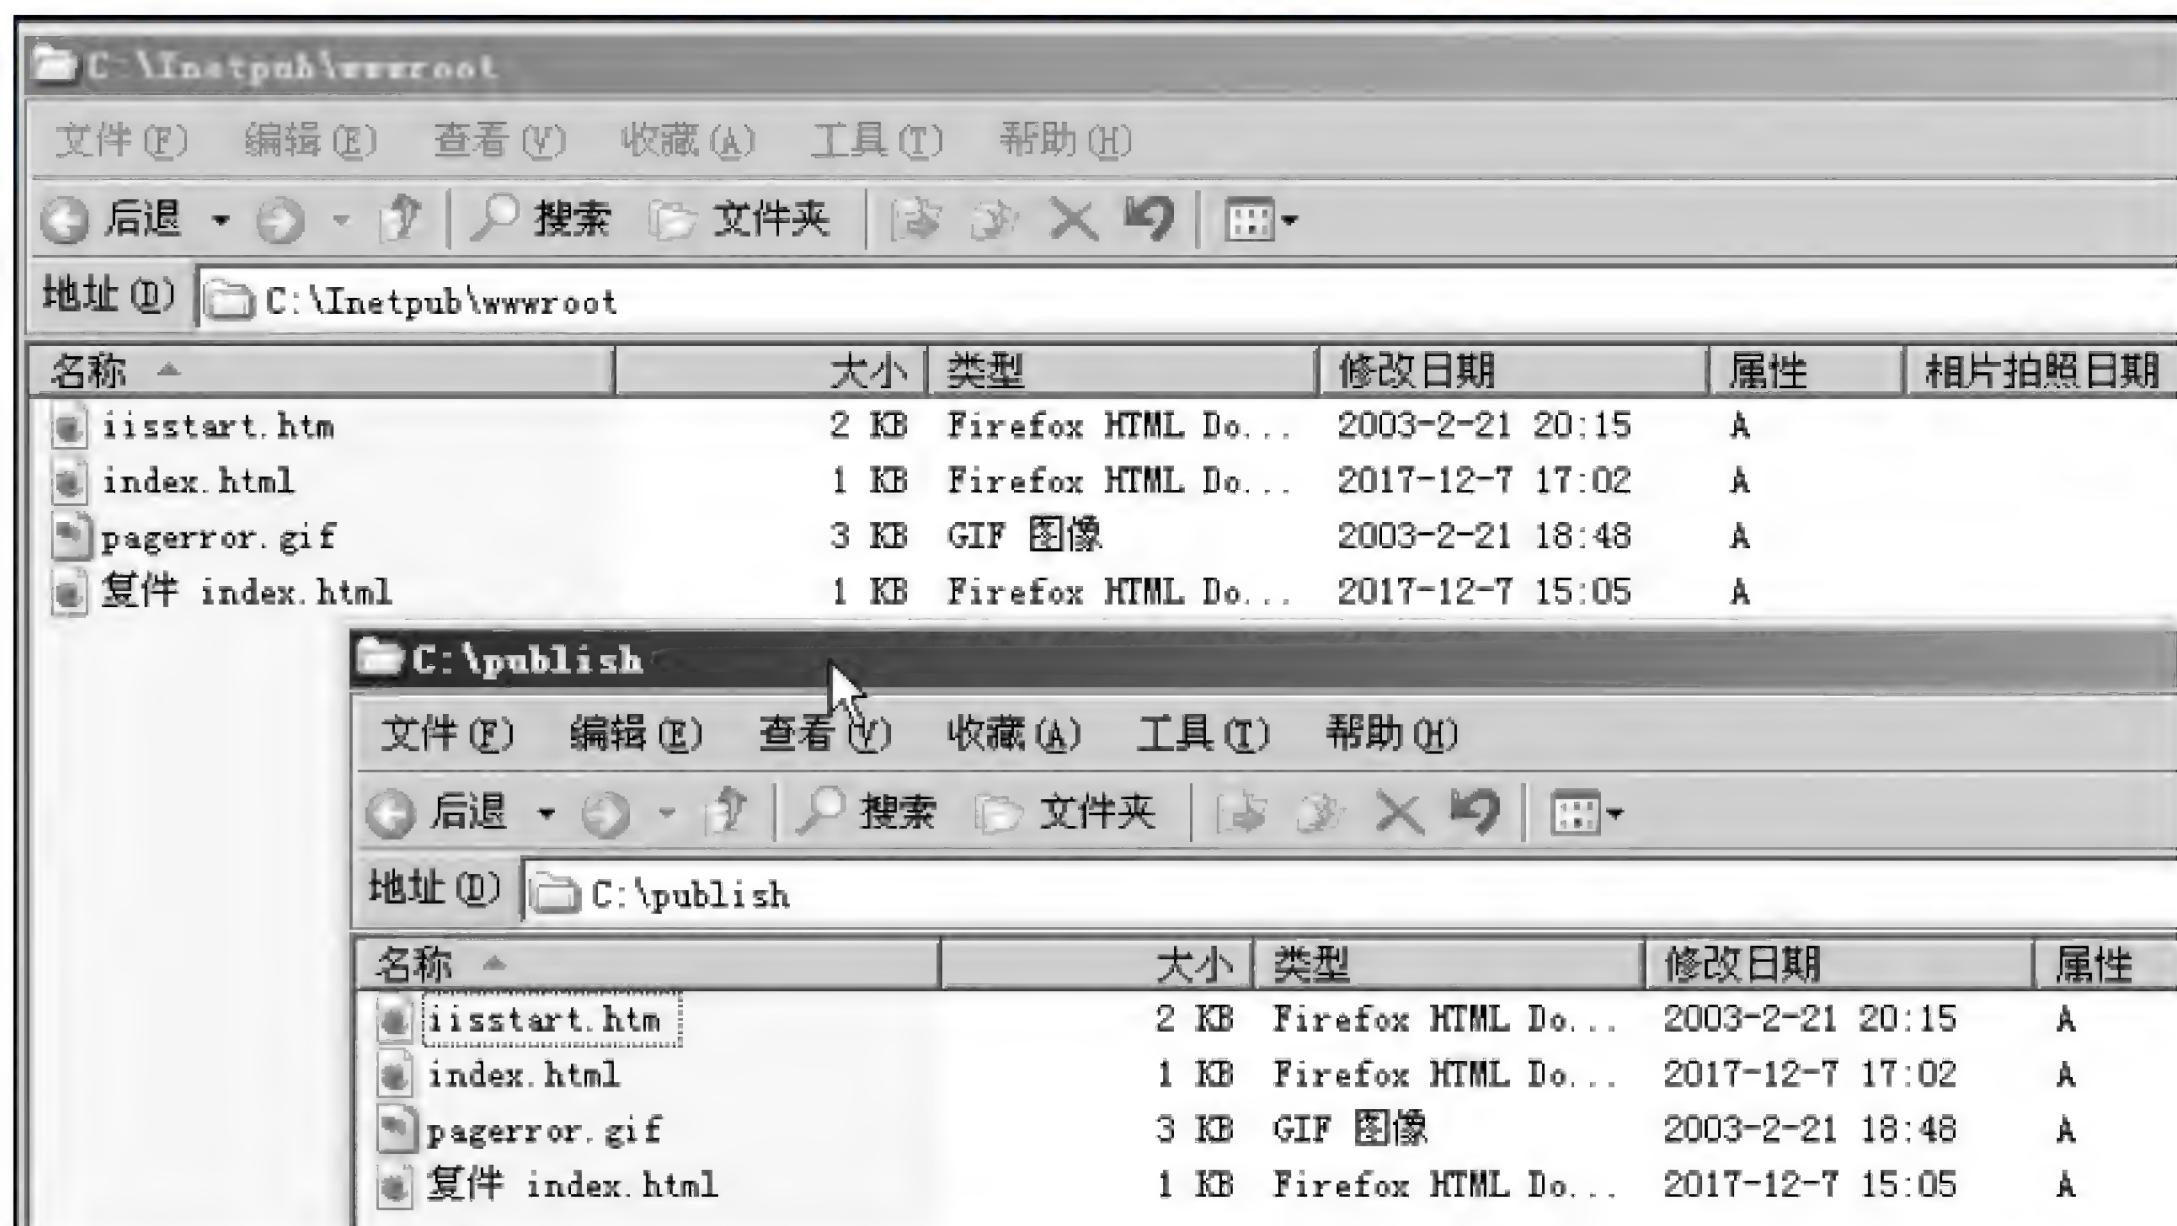 C:\Inetpub\wwwroot
文件(F) 编辑(E) 查看(V) 收藏(A) 工具(T) 帮助(H)
后退 搜索 文件夹
地址(D) C:\Inetpub\wwwroot
名称 大小 类型 修改日期 属性 相片拍照日期
iisstart.htm 2 KB Firefox HTML Do... 2003-2-21 20:15 A
index.html 1 KB Firefox HTML Do... 2017-12-7 17:02 A
pagerror.gif 3 KB GIF 图像 2003-2-21 18:48 A
复件 index.html 1 KB Firefox HTML Do... 2017-12-7 15:05 A
C:\publish
文件(F) 编辑(E) 查看(V) 收藏(A) 工具(T) 帮助(H)
后退 搜索 文件夹
地址(D) C:\publish
名称 大小 类型 修改日期 属性
iisstart.htm 2 KB Firefox HTML Do... 2003-2-21 20:15 A
index.html 1 KB Firefox HTML Do... 2017-12-7 17:02 A
pagerror.gif 3 KB GIF 图像 2003-2-21 18:48 A
复件 index.html 1 KB Firefox HTML Do... 2017-12-7 15:05 A